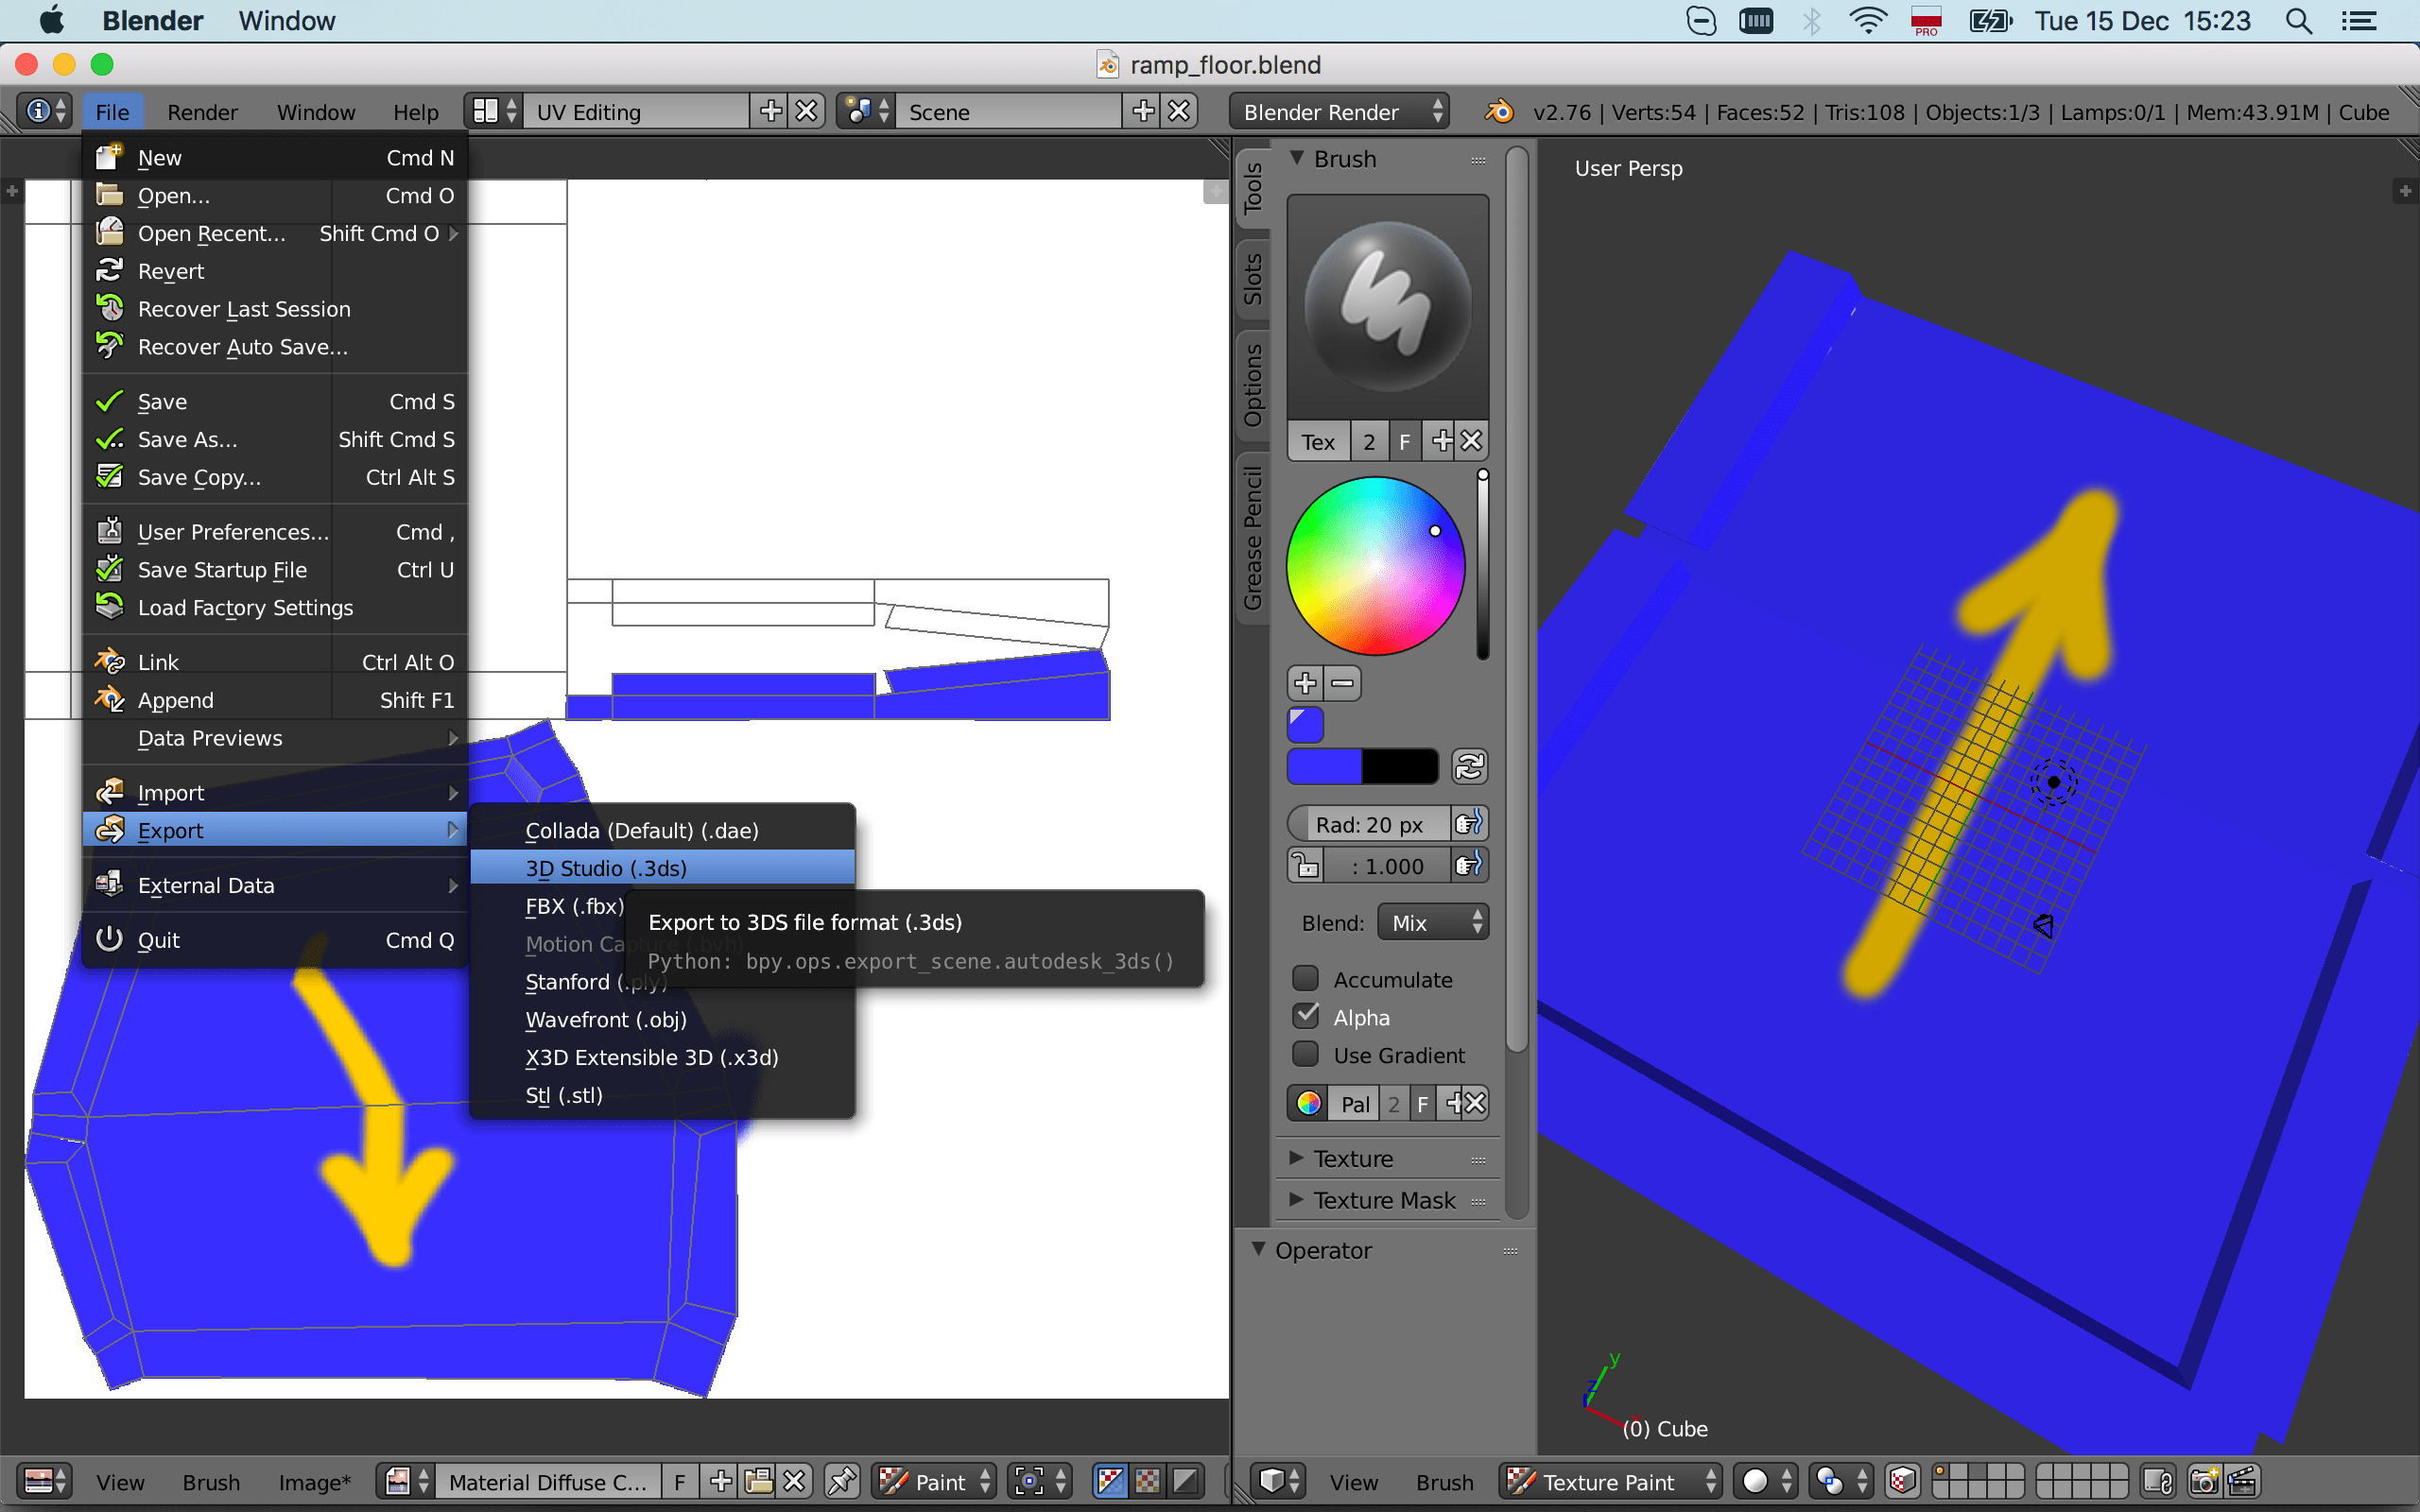 Blender Window
PRO
Tue 15 Dec 15:23
ramp_floor.blend
File Render Window Help UV Editing Scene Blender Render v2.76 | Verts:54 | Faces:52 | Tris:108 | Objects:1/3 | Lamps:0/1 | Mem:43.91M | Cube
New Cmd N
Open... Cmd O
Open Recent... Shift Cmd O
Revert
Recover Last Session
Recover Auto Save...
Save Cmd S
Save As... Shift Cmd S
Save Copy... Ctrl Alt S
User Preferences... Cmd ,
Save Startup File Ctrl U
Load Factory Settings
Link Ctrl Alt O
Append Shift F1
Data Previews
Import
Export
External Data
Quit Cmd Q
Collada (Default) (.dae)
3D Studio (.3ds)
FBX (.fbx)
Motion Capture (.bvh)
Stanford (.ply)
Wavefront (.obj)
X3D Extensible 3D (.x3d)
Stl (.stl)
Export to 3DS file format (.3ds)
Python: bpy.ops.export_scene.autodesk_3ds()
Tools
Slots
Options
Grease Pencil
Brush
Tex 2 F
Rad: 20 px
: 1.000
Blend: Mix
Accumulate
Alpha
Use Gradient
Pal 2 F
Texture
Texture Mask
Operator
User Persp
y
z
(0) Cube
View Brush Image* Material Diffuse C... F Paint
View Brush Texture Paint